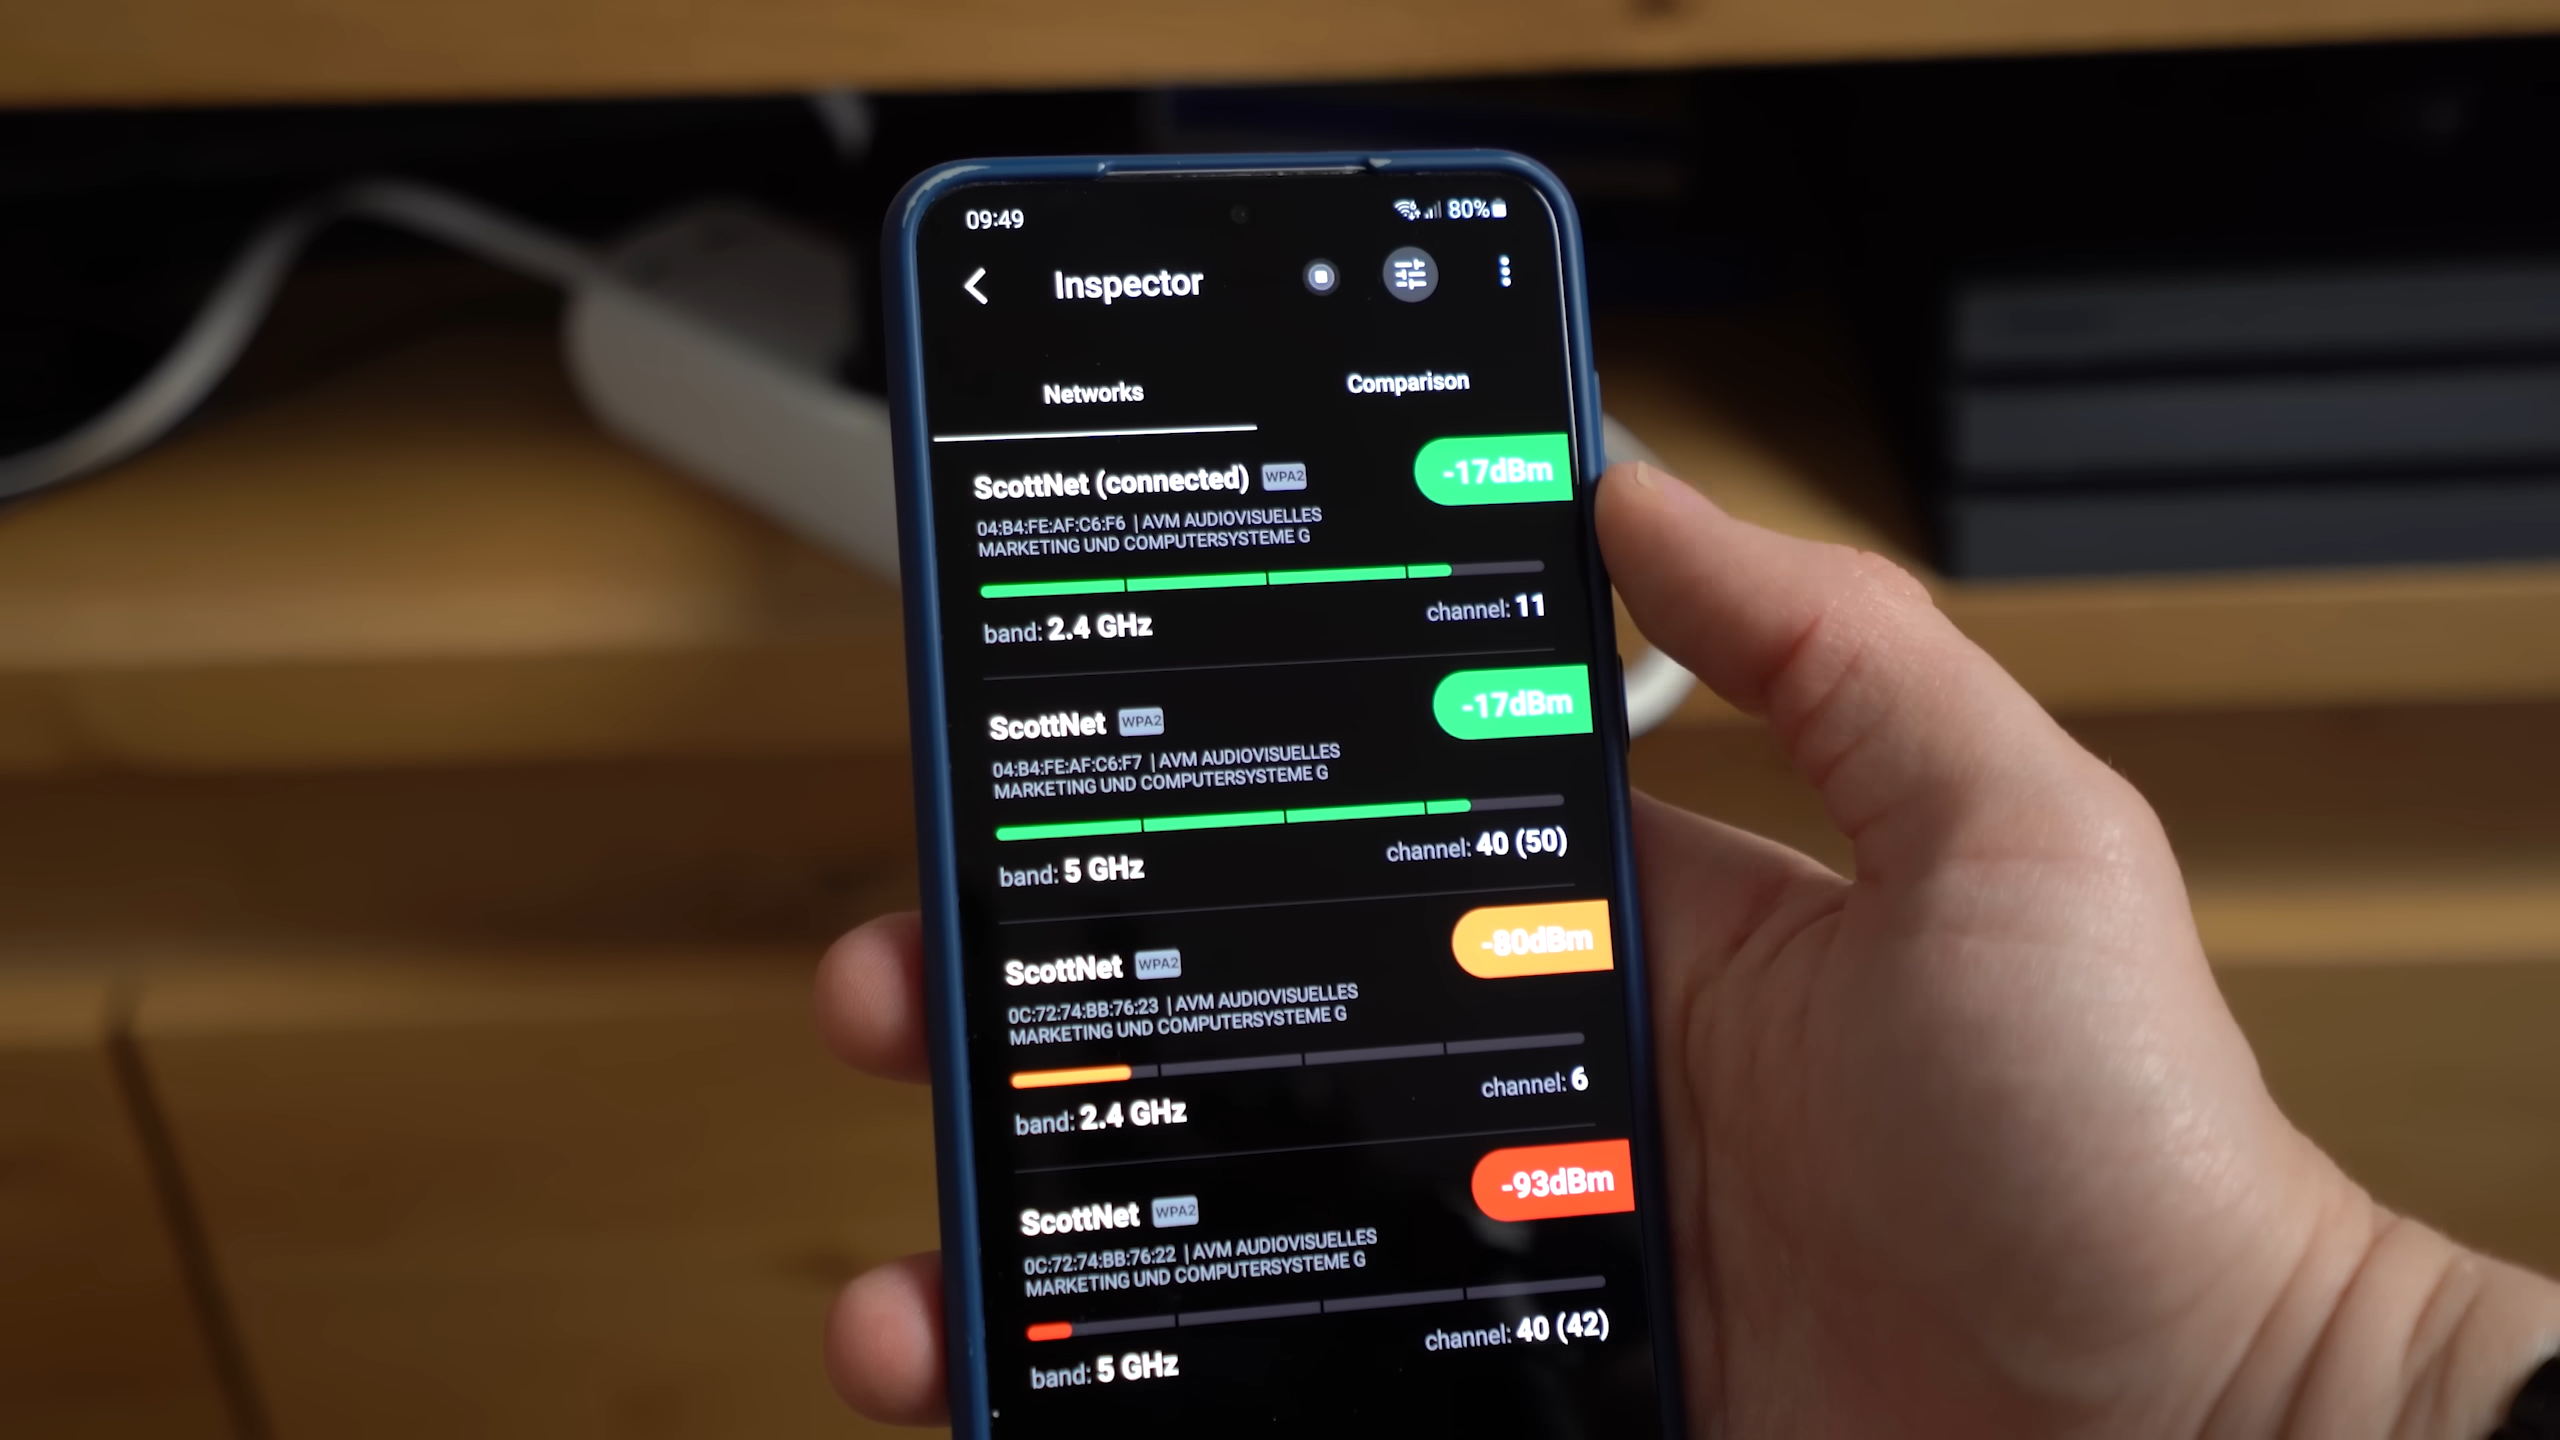 09:49 80%
Inspector
Networks Comparison
ScottNet (connected) WPA2 -17dBm
04:B4:FE:AF:C6:F6 | AVM AUDIOVISUELLES
MARKETING UND COMPUTERSYSTEME G
band: 2.4 GHz channel: 11
ScottNet WPA2 -17dBm
04:B4:FE:AF:C6:F7 | AVM AUDIOVISUELLES
MARKETING UND COMPUTERSYSTEME G
band: 5 GHz channel: 40 (50)
ScottNet WPA2 -80dBm
0C:72:74:BB:76:23 | AVM AUDIOVISUELLES
MARKETING UND COMPUTERSYSTEME G
band: 2.4 GHz channel: 6
ScottNet WPA2 -93dBm
0C:72:74:BB:76:22 | AVM AUDIOVISUELLES
MARKETING UND COMPUTERSYSTEME G
band: 5 GHz channel: 40 (42)